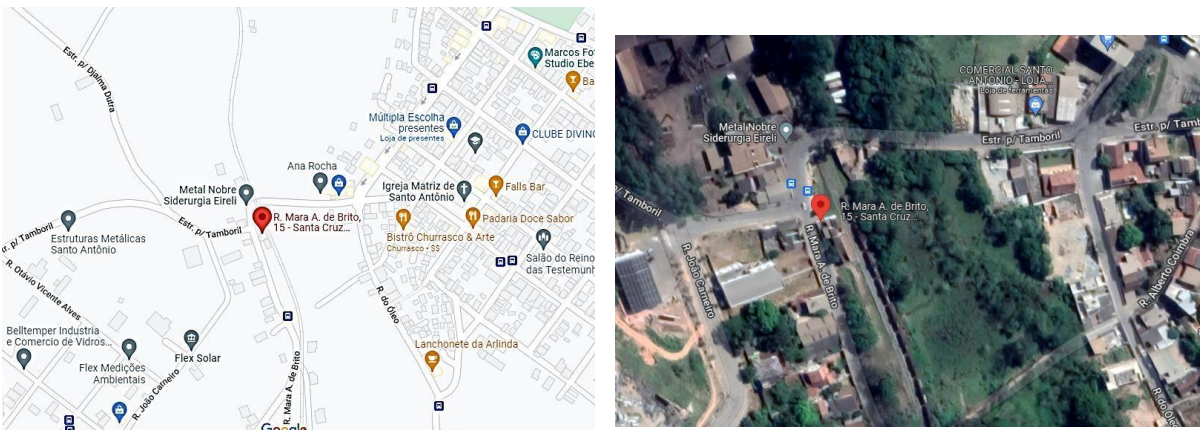 Marcos Fot
Studio Ebe
Ba
Estr. p/ Djalma Dutra
Múltipla Escolha
presentes
Loja de presentes
CLUBE DIVINO
Ana Rocha
Metal Nobre
Siderurgia Eireli
Igreja Matriz de
Santo Antônio
Falls Bar
R. Mara A. de Brito,
15 - Santa Cruz...
Padaria Doce Sabor
Estr. p/ Tamboril
Estr. p/ Tamboril
Estruturas Metálicas
Santo Antônio
Bistrô Churrasco & Arte
Churrasco • $$
Salão do Reino
das Testemunh
R. Otávio Vicente Alves
R. do Óleo
Belltemper Industria
e Comercio de Vidros...
Flex Solar
Flex Medições
Ambientais
Lanchonete da Arlinda
R. João Carneiro
R. Mara A. de Brito
Google
COMERCIAL SANTO
ANTONIO - LOJA...
Loja de ferramentas
Metal Nobre
Siderurgia Eireli
Estr. p/ Tamboril
Estr. p/ Tamb
p/ Tamboril
R. Mara A. de Brito,
15 - Santa Cruz...
R. João Carneiro
R. Mara A. de Brito
R. Alberto Coimbra
R. do Óleo